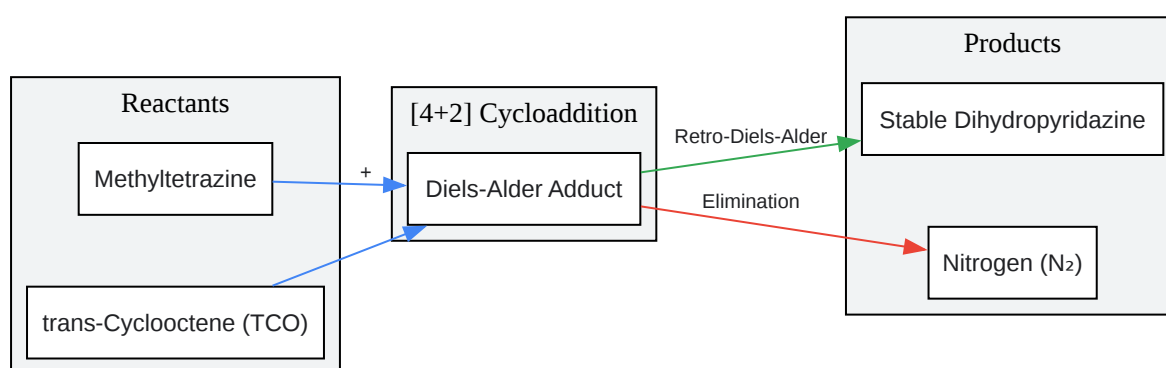 Reactants
Methyltetrazine
trans-Cyclooctene (TCO)
+
[4+2] Cycloaddition
Diels-Alder Adduct
Retro-Diels-Alder
Elimination
Products
Stable Dihydropyridazine
Nitrogen (N₂)